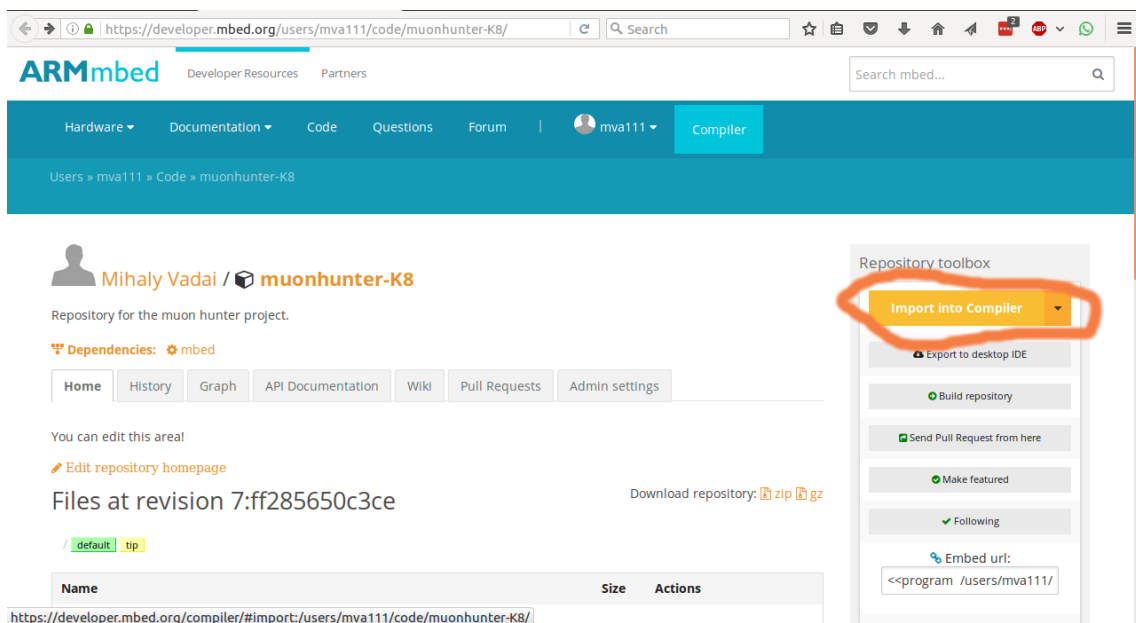 https://developer.mbed.org/users/mva111/code/muonhunter-K8/
Search
2
ABP
ARMmbed
Developer Resources
Partners
Search mbed...
Hardware
Documentation
Code
Questions
Forum
|
mva111
Compiler
Users » mva111 » Code » muonhunter-K8
Mihaly Vadai / muonhunter-K8
Repository for the muon hunter project.
Dependencies: mbed
Home
History
Graph
API Documentation
Wiki
Pull Requests
Admin settings
You can edit this area!
Edit repository homepage
Files at revision 7:ff285650c3ce
Download repository: zip gz
/ default tip
Name
Size
Actions
Repository toolbox
Import into Compiler
Export to desktop IDE
Build repository
Send Pull Request from here
Make featured
Following
Embed url:
<<program /users/mva111/
https://developer.mbed.org/compiler/#import:/users/mva111/code/muonhunter-K8/